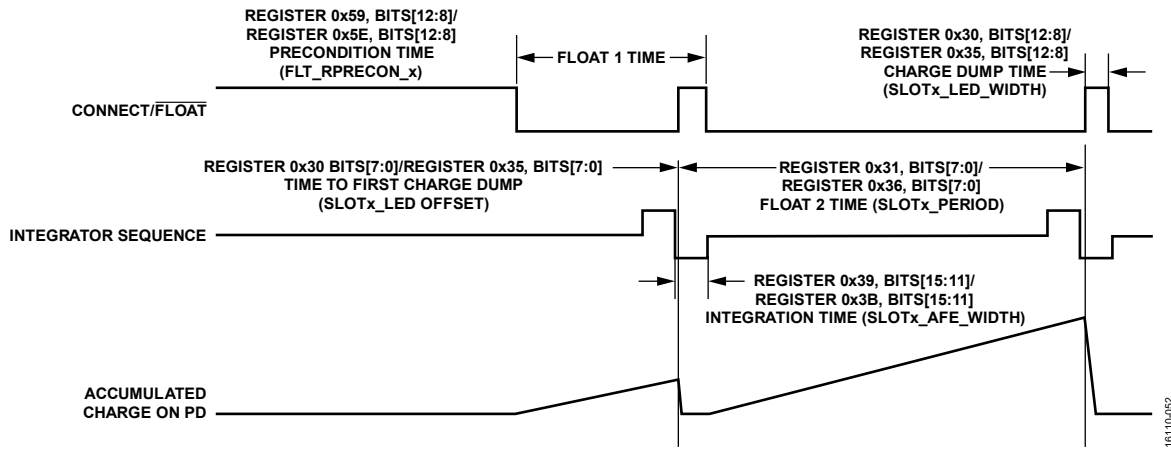 REGISTER 0x59, BITS[12:8]/
REGISTER 0x5E, BITS[12:8]
PRECONDITION TIME
(FLT_RPRECON_x)
FLOAT 1 TIME
REGISTER 0x30, BITS[12:8]/
REGISTER 0x35, BITS[12:8]
CHARGE DUMP TIME
(SLOTx_LED_WIDTH)
CONNECT/FLOAT
REGISTER 0x30 BITS[7:0]/REGISTER 0x35, BITS[7:0]
TIME TO FIRST CHARGE DUMP
(SLOTx_LED OFFSET)
REGISTER 0x31, BITS[7:0]/
REGISTER 0x36, BITS[7:0]
FLOAT 2 TIME (SLOTx_PERIOD)
INTEGRATOR SEQUENCE
REGISTER 0x39, BITS[15:11]/
REGISTER 0x3B, BITS[15:11]
INTEGRATION TIME (SLOTx_AFE_WIDTH)
ACCUMULATED
CHARGE ON PD
16110-052